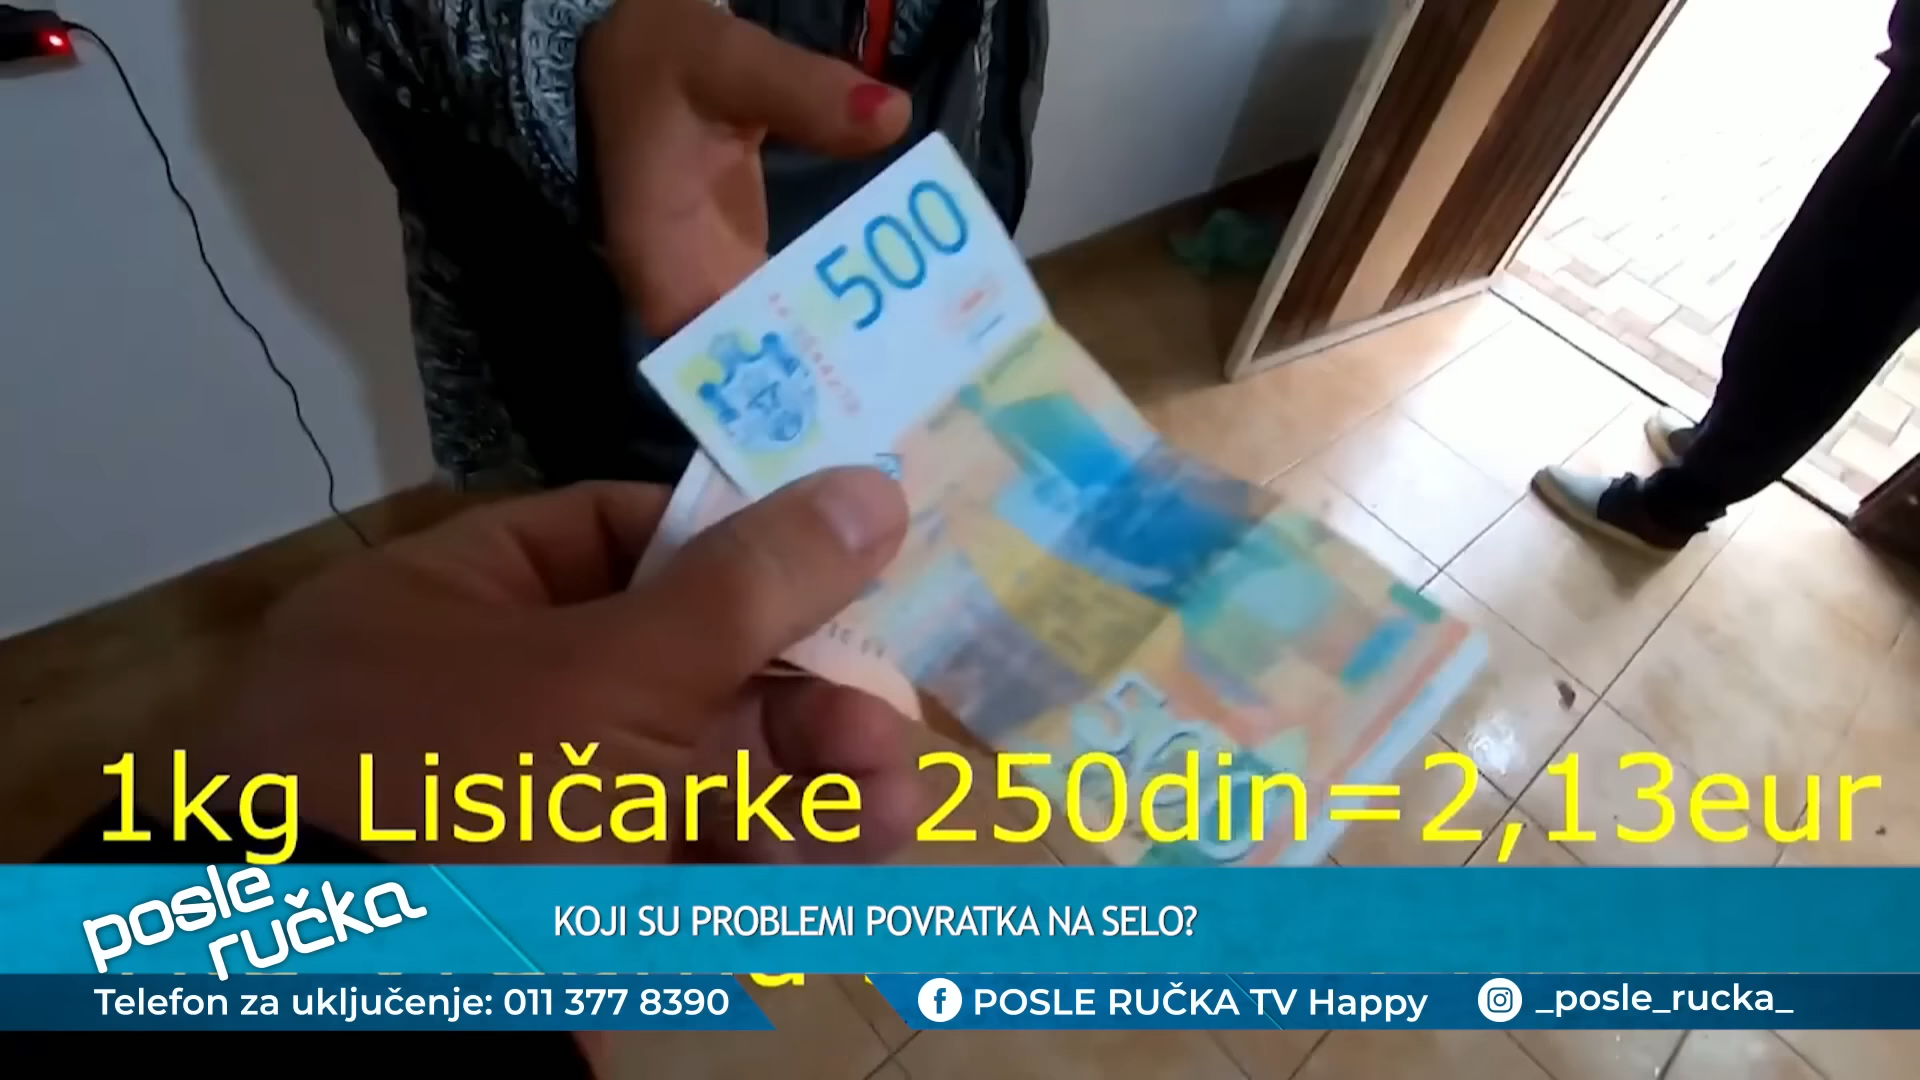 500
500
1kg Lisičarke 250din=2,13eur
posle
ručka
KOJI SU PROBLEMI POVRATKA NA SELO?
Telefon za uključenje: 011 377 8390
POSLE RUČKA TV Happy
_posle_rucka_